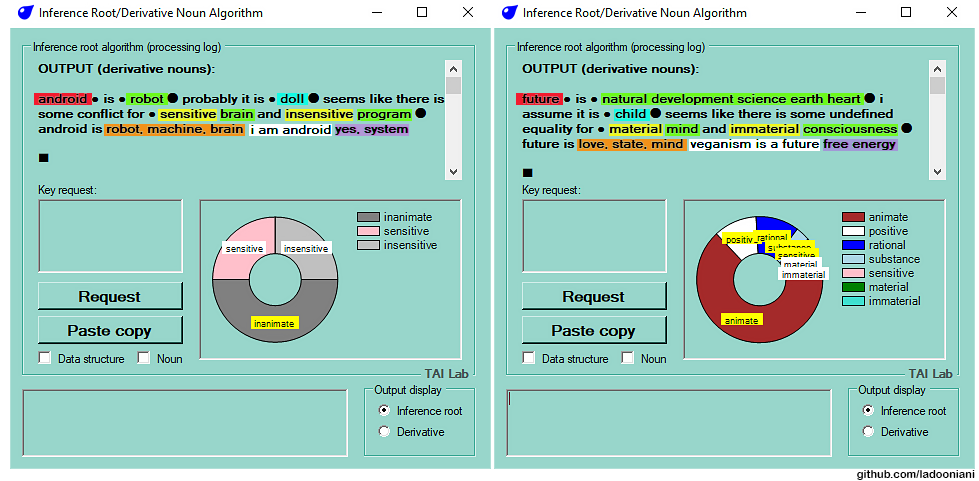 Inference Root/Derivative Noun Algorithm
Inference root algorithm (processing log)
OUTPUT (derivative nouns):
android ● is ● robot ● probably it is ● doll ● seems like there is
some conflict for ● sensitive brain and insensitive program ●
android is robot, machine, brain i am android yes, system
■
Key request:
inanimate
sensitive
insensitive
sensitive
insensitive
inanimate
Request
Paste copy
Data structure
Noun
TAI Lab
Output display
Inference root
Derivative
Inference Root/Derivative Noun Algorithm
Inference root algorithm (processing log)
OUTPUT (derivative nouns):
future ● is ● natural development science earth heart ● i
assume it is ● child ● seems like there is some undefined
equality for ● material mind and immaterial consciousness ●
future is love, state, mind veganism is a future free energy
■
Key request:
animate
positive
rational
substance
sensitive
material
immaterial
positiv
rational
substance
sensitive
material
immaterial
animate
Request
Paste copy
Data structure
Noun
TAI Lab
Output display
Inference root
Derivative
github.com/ladooniani